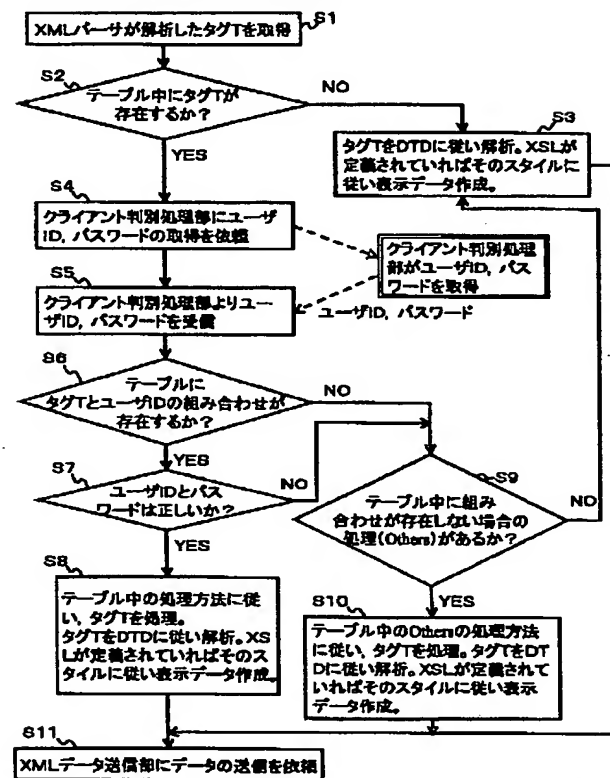 S1
XMLパーサが解析したタグTを取得
S2
テーブル中にタグTが
存在するか？
NO
YES
S3
タグTをDTDに従い解析。XSLが
定義されていればそのスタイルに
従い表示データ作成。
S4
クライアント判別処理部にユーザ
ID, パスワードの取得を依頼
クライアント判別処理
部がユーザID, パス
ワードを取得
S5
クライアント判別処理部よりユー
ザID, パスワードを受信
ユーザID, パスワード
S6
テーブルに
タグTとユーザIDの組み合わせが
存在するか？
NO
YES
S7
ユーザIDとパス
ワードは正しいか？
NO
YES
S9
テーブル中に組み
合わせが存在しない場合の
処理(Others)があるか？
NO
YES
S8
テーブル中の処理方法に従
い, タグTを処理。
タグTをDTDに従い解析。XS
Lが定義されていればそのス
タイルに従い表示データ作成。
S10
テーブル中のOthersの処理方法
に従い, タグTを処理。タグTをDT
Dに従い解析。XSLが定義されて
いればそのスタイルに従い表示
データ作成。
S11
XMLデータ送信部にデータの送信を依頼